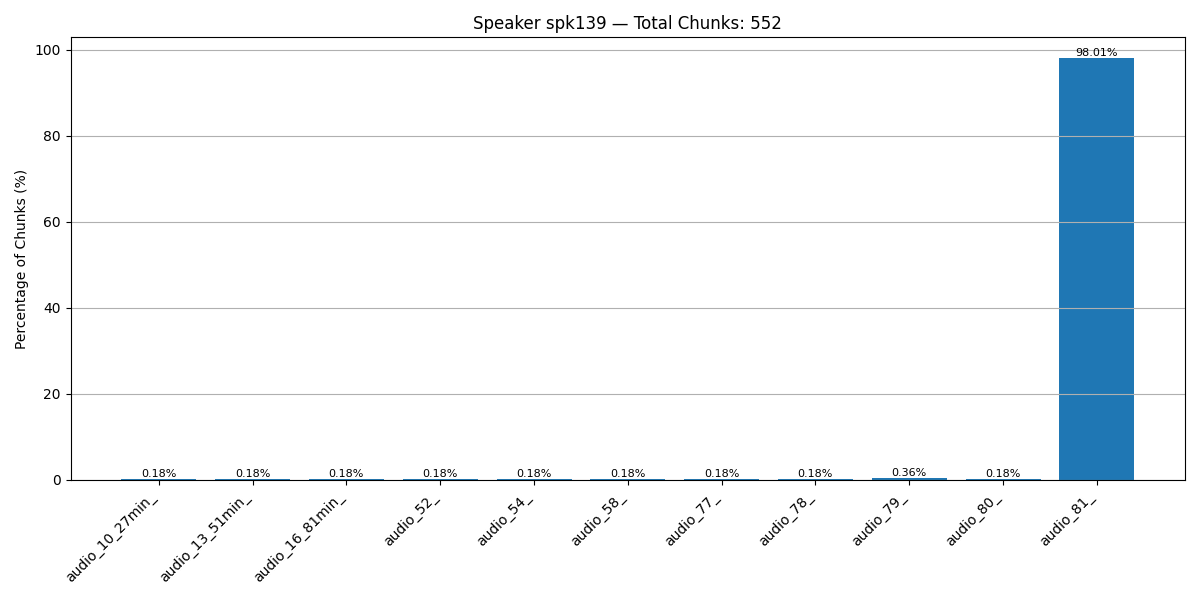 Speaker spk139 — Total Chunks: 552
Percentage of Chunks (%)
100
80
60
40
20
0
0.18%
0.18%
0.18%
0.18%
0.18%
0.18%
0.18%
0.18%
0.36%
0.18%
98.01%
audio_10_27min_
audio_13_51min_
audio_16_81min_
audio_52_
audio_54_
audio_58_
audio_77_
audio_78_
audio_79_
audio_80_
audio_81_